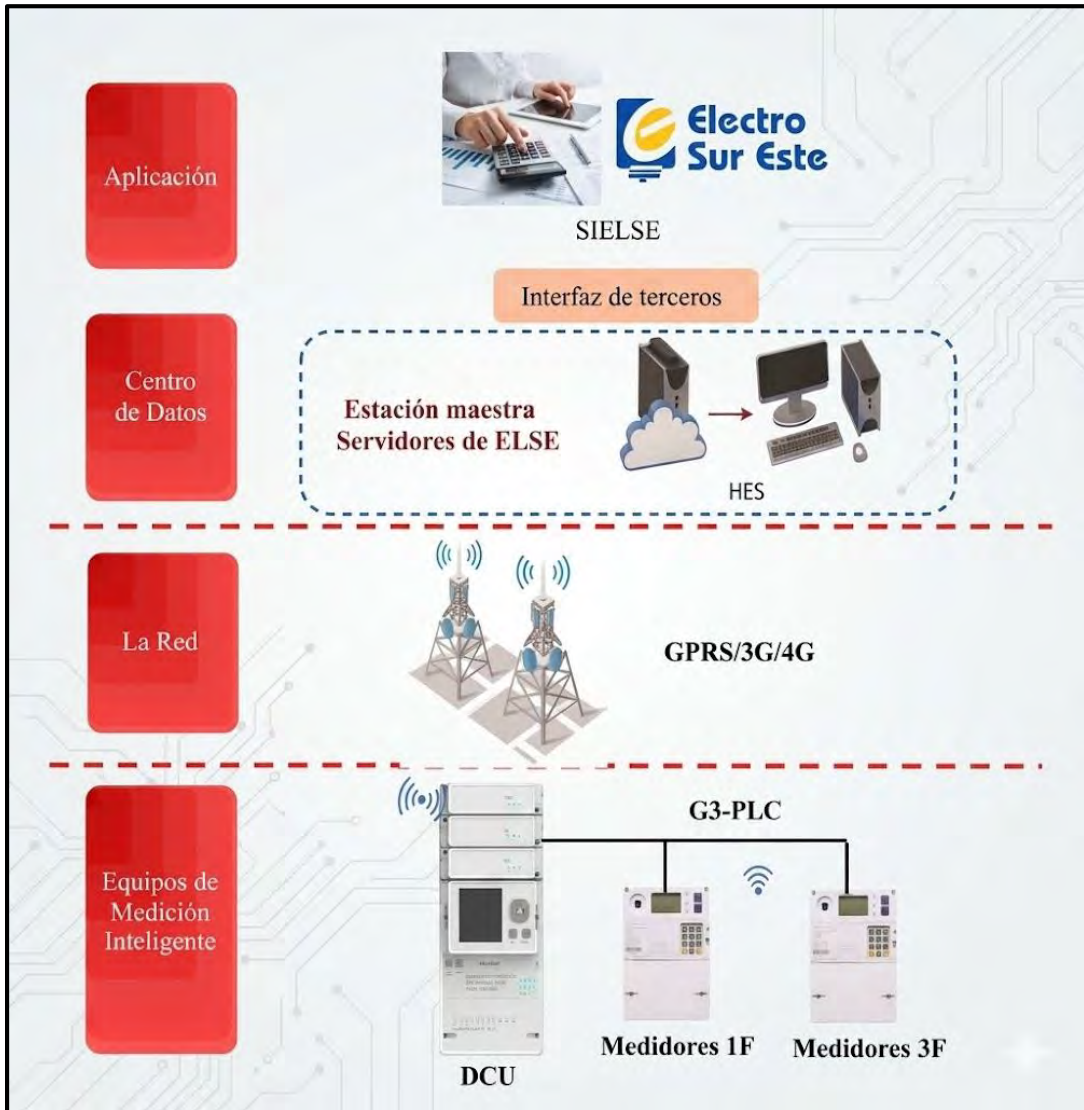 Aplicación
Electro
Sur Este
SIELSE
Interfaz de terceros
Centro
de Datos
Estación maestra
Servidores de ELSE
HES
La Red
GPRS/3G/4G
Equipos de
Medición
Inteligente
G3-PLC
DCU
Medidores 1F
Medidores 3F